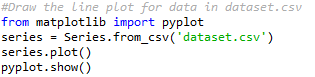 #Draw the line plot for data in dataset.csv
from matplotlib import pyplot
series = Series.from_csv('dataset.csv')
series.plot()
pyplot.show()